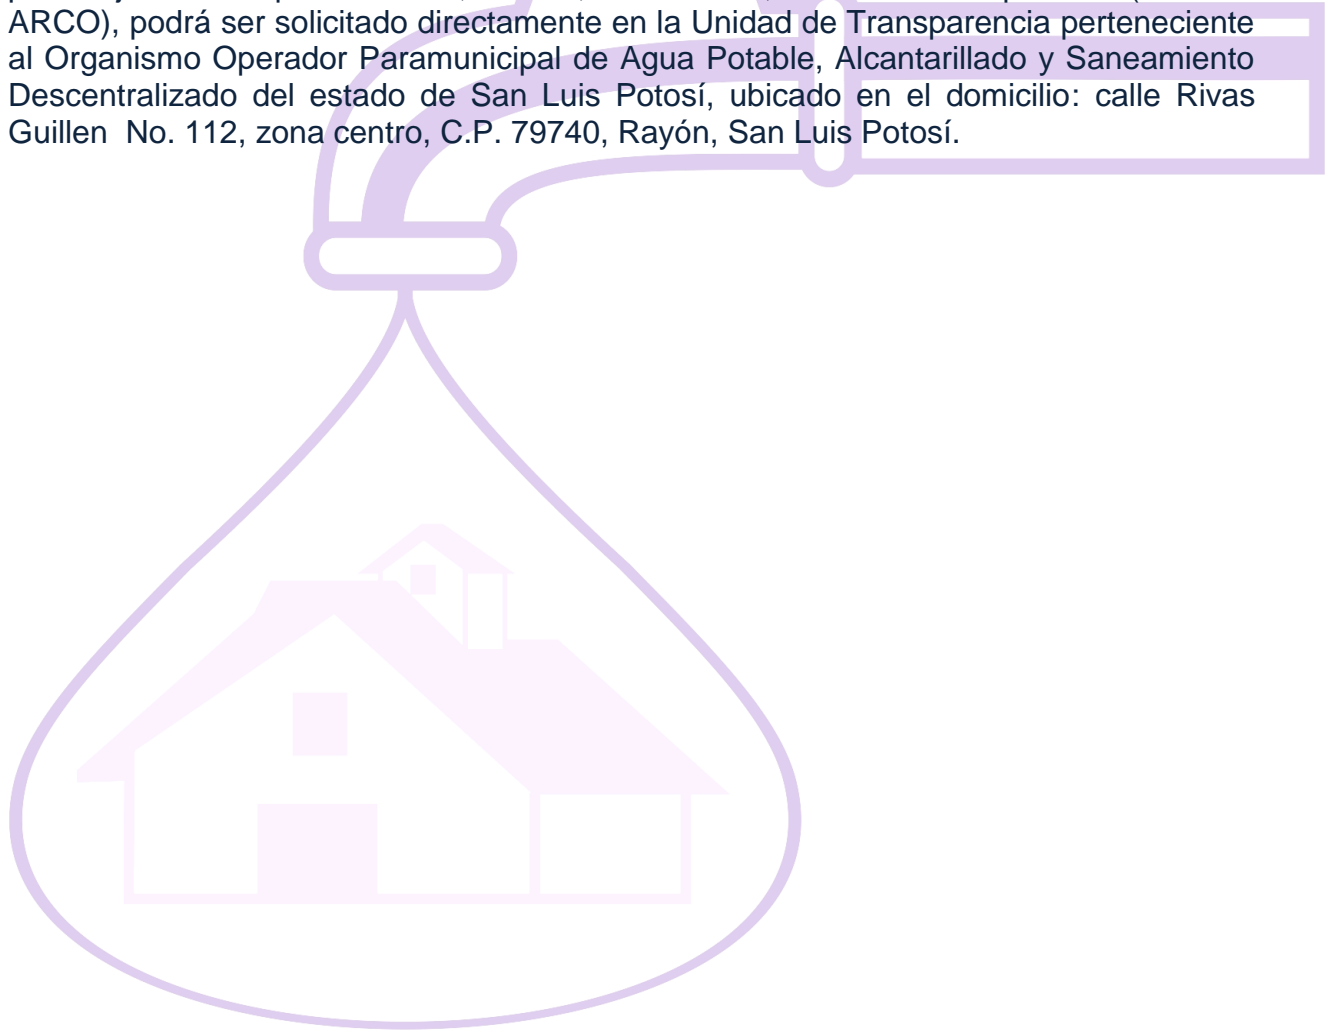 ARCO), podrá ser solicitado directamente en la Unidad de Transparencia perteneciente
al Organismo Operador Paramunicipal de Agua Potable, Alcantarillado y Saneamiento
Descentralizado del estado de San Luis Potosí, ubicado en el domicilio: calle Rivas
Guillen No. 112, zona centro, C.P. 79740, Rayón, San Luis Potosí.